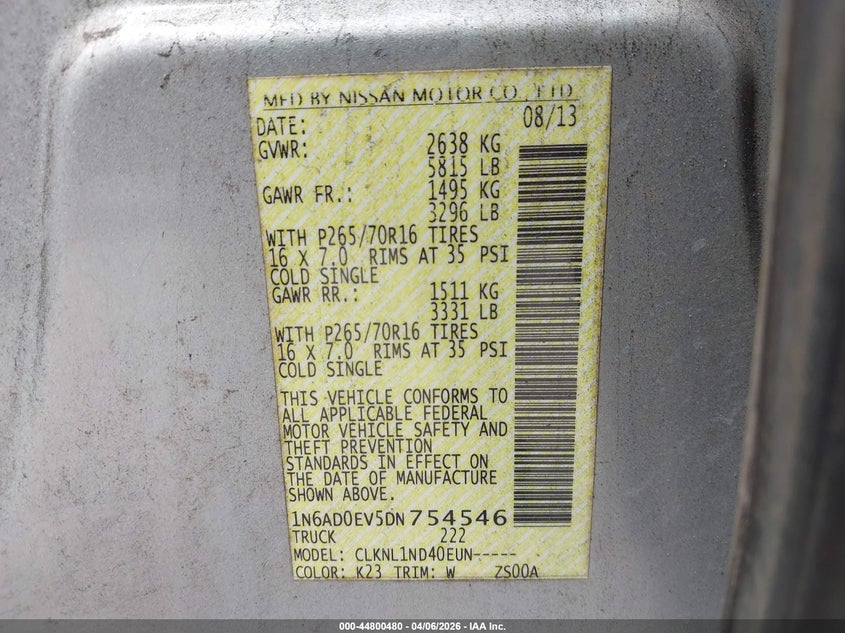 MFD BY NISSAN MOTOR CO., LTD.
DATE: 08/13
GVWR: 2638 KG
5815 LB
GAWR FR.: 1495 KG
3296 LB
WITH P265/70R16 TIRES
16 X 7.0 RIMS AT 35 PSI
COLD SINGLE
GAWR RR.: 1511 KG
3331 LB
WITH P265/70R16 TIRES
16 X 7.0 RIMS AT 35 PSI
COLD SINGLE
THIS VEHICLE CONFORMS TO
ALL APPLICABLE FEDERAL
MOTOR VEHICLE SAFETY AND
THEFT PREVENTION
STANDARDS IN EFFECT ON
THE DATE OF MANUFACTURE
SHOWN ABOVE.
1N6AD0EV5DN754546
TRUCK 222
MODEL: CLKNL1ND40EUN-----
COLOR: K23 TRIM: W ZS00A
000-44800480 - 04/06/2026 - IAA Inc.